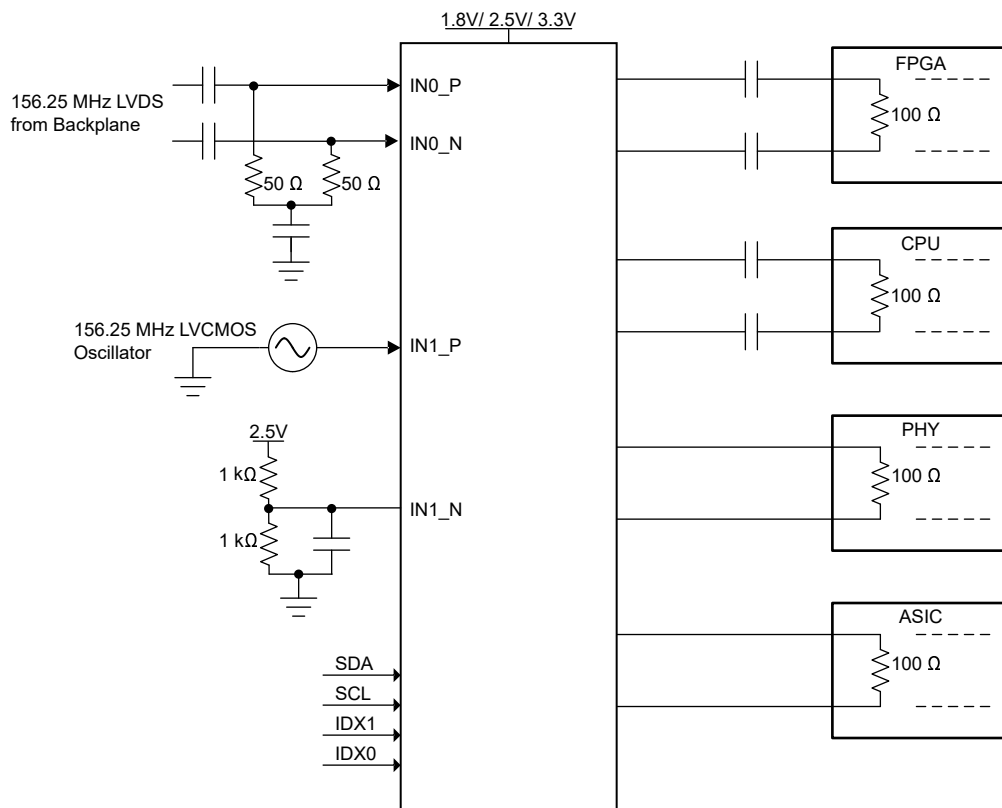 1.8V/ 2.5V/ 3.3V
156.25 MHz LVDS
from Backplane
IN0_P
IN0_N
50 Ω
50 Ω
156.25 MHz LVCMOS
Oscillator
IN1_P
2.5V
1 kΩ
IN1_N
1 kΩ
SDA
SCL
IDX1
IDX0
FPGA
100 Ω
CPU
100 Ω
PHY
100 Ω
ASIC
100 Ω